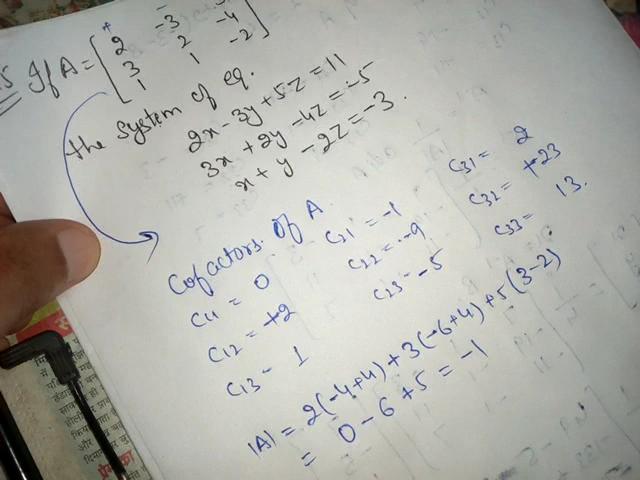 If A = [ 2 -3
3 2 -4
1 1 -2 ]
the system of eq.
2x - 3y + 5z = 11
3x + 2y - 4z = -5
x + y - 2z = -3.
Cofactors of A
C11 = 0 C21 = -1 C31 = 2
C12 = +2 C22 = -9 C32 = +23
C13 = 1 C23 = -5 C33 = 13.
|A| = 2(-4+4) + 3(-6+4) + 5(3-2)
= 0 - 6 + 5 = -1